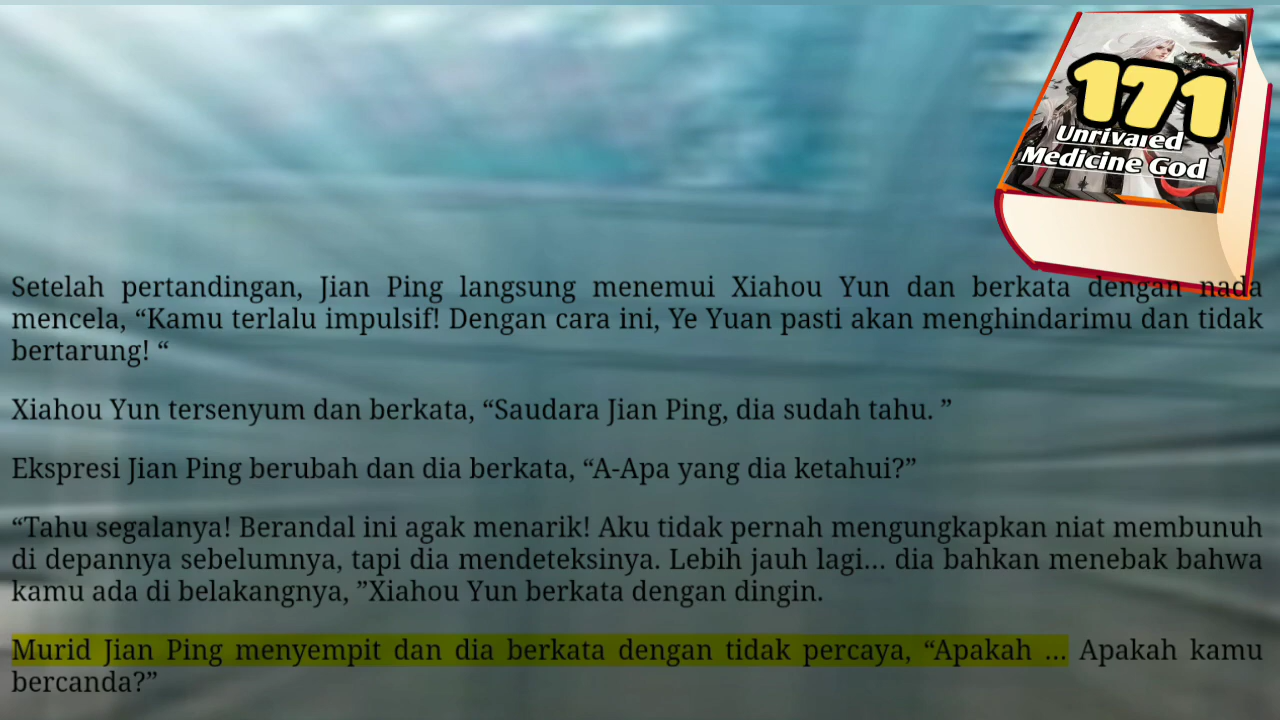 171
Unrivaled
Medicine God
Setelah pertandingan, Jian Ping langsung menemui Xiahou Yun dan berkata dengan nada
mencela, “Kamu terlalu impulsif! Dengan cara ini, Ye Yuan pasti akan menghindarimu dan tidak
bertarung! “
Xiahou Yun tersenyum dan berkata, “Saudara Jian Ping, dia sudah tahu. ”
Ekspresi Jian Ping berubah dan dia berkata, “A-Apa yang dia ketahui?”
“Tahu segalanya! Berandal ini agak menarik! Aku tidak pernah mengungkapkan niat membunuh
di depannya sebelumnya, tapi dia mendeteksinya. Lebih jauh lagi… dia bahkan menebak bahwa
kamu ada di belakangnya, ”Xiahou Yun berkata dengan dingin.
Murid Jian Ping menyempit dan dia berkata dengan tidak percaya, “Apakah … Apakah kamu
bercanda?”